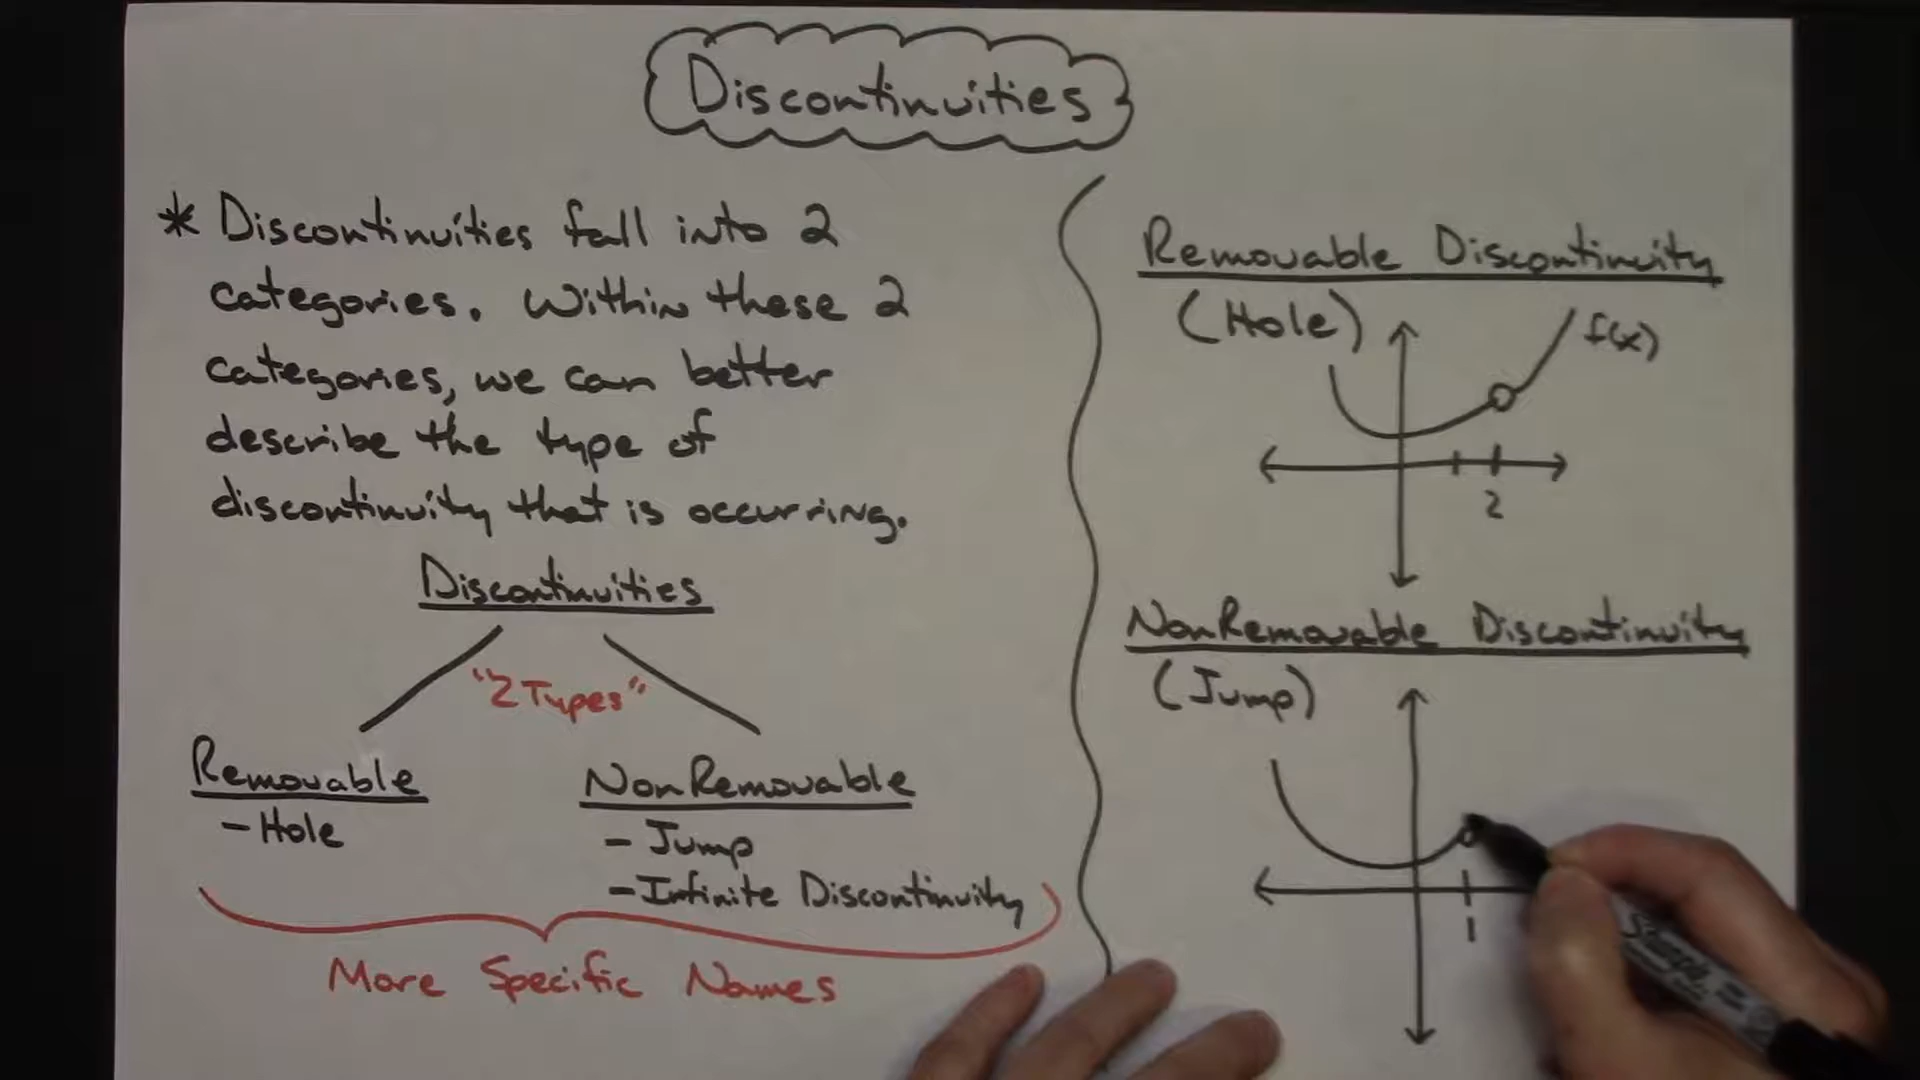 Discontinuities
* Discontinuities fall into 2
categories. Within these 2
categories, we can better
describe the type of
discontinuity that is occurring.
Discontinuities
"2 Types"
Removable
- Hole
NonRemovable
- Jump
- Infinite Discontinuity
More Specific Names
Removable Discontinuity
(Hole)
f(x)
2
NonRemovable Discontinuity
(Jump)
1
Sharpie